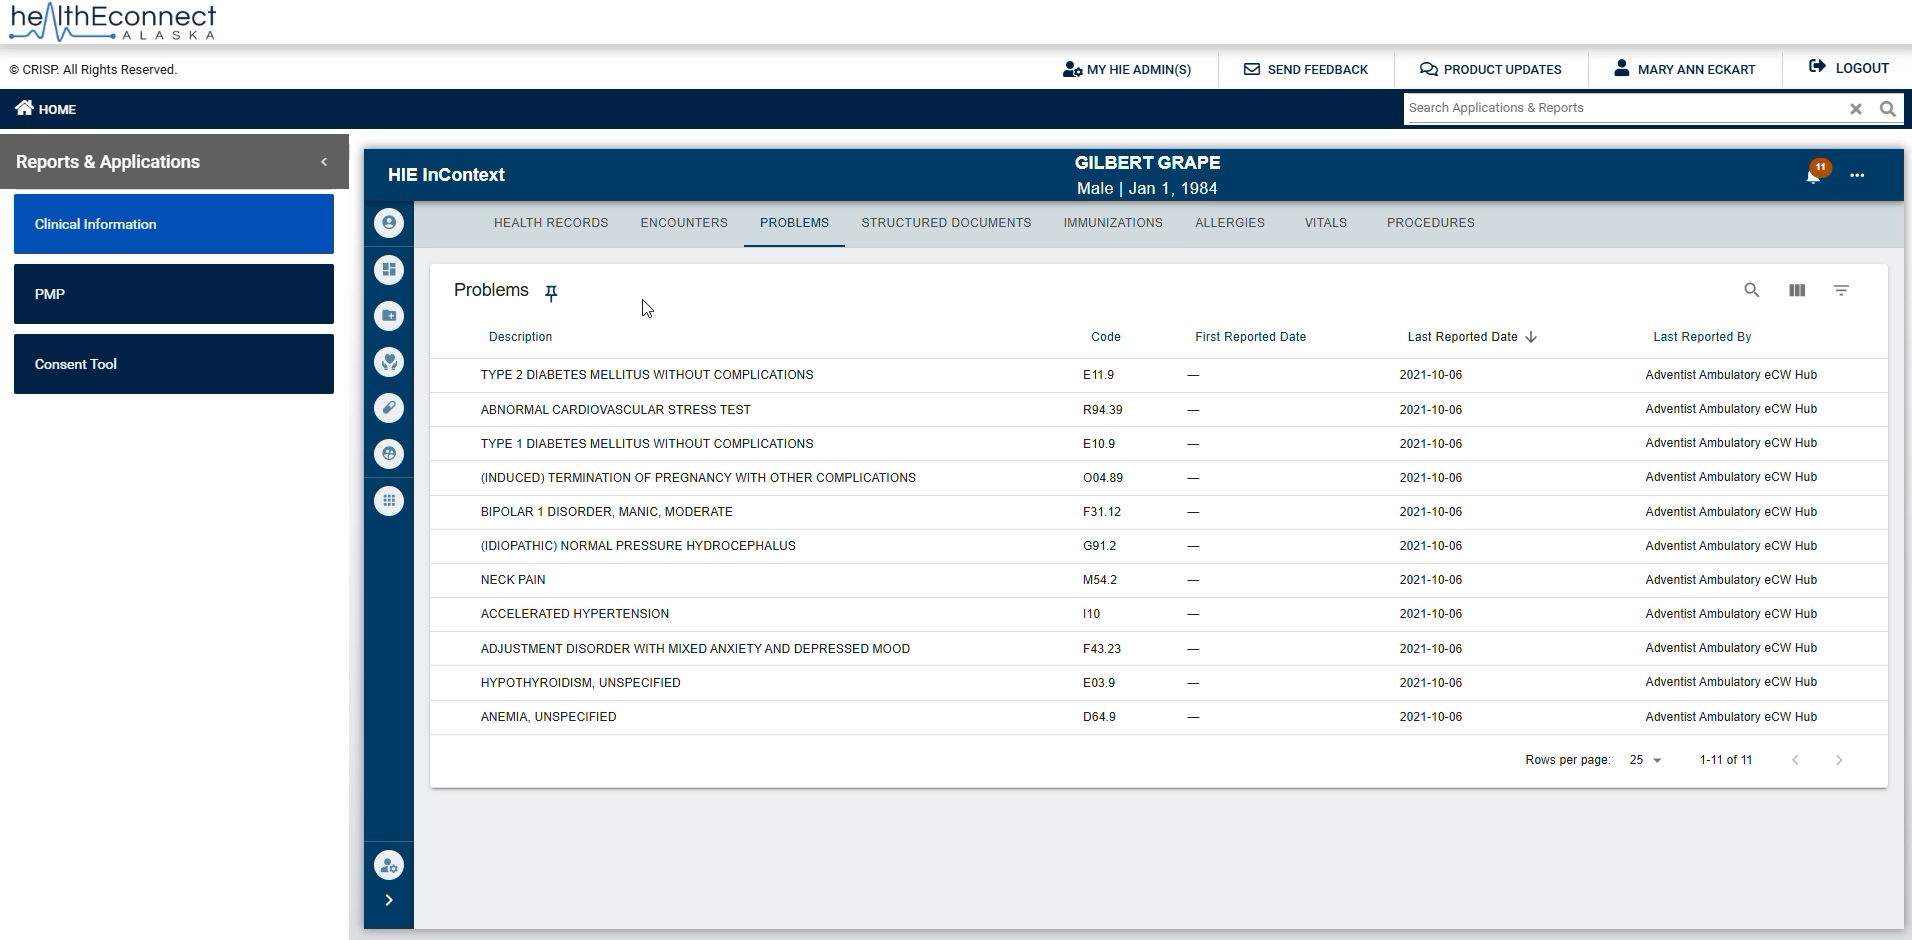 healthEconnect
ALASKA
© CRISP. All Rights Reserved.
MY HIE ADMIN(S)
SEND FEEDBACK
PRODUCT UPDATES
MARY ANN ECKART
LOGOUT
HOME
Search Applications & Reports
Reports & Applications
Clinical Information
PMP
Consent Tool
HIE InContext
GILBERT GRAPE
Male | Jan 1, 1984
11
HEALTH RECORDS ENCOUNTERS PROBLEMS STRUCTURED DOCUMENTS IMMUNIZATIONS ALLERGIES VITALS PROCEDURES
Problems
Description Code First Reported Date Last Reported Date Last Reported By
TYPE 2 DIABETES MELLITUS WITHOUT COMPLICATIONS E11.9 — 2021-10-06 Adventist Ambulatory eCW Hub
ABNORMAL CARDIOVASCULAR STRESS TEST R94.39 — 2021-10-06 Adventist Ambulatory eCW Hub
TYPE 1 DIABETES MELLITUS WITHOUT COMPLICATIONS E10.9 — 2021-10-06 Adventist Ambulatory eCW Hub
(INDUCED) TERMINATION OF PREGNANCY WITH OTHER COMPLICATIONS O04.89 — 2021-10-06 Adventist Ambulatory eCW Hub
BIPOLAR 1 DISORDER, MANIC, MODERATE F31.12 — 2021-10-06 Adventist Ambulatory eCW Hub
(IDIOPATHIC) NORMAL PRESSURE HYDROCEPHALUS G91.2 — 2021-10-06 Adventist Ambulatory eCW Hub
NECK PAIN M54.2 — 2021-10-06 Adventist Ambulatory eCW Hub
ACCELERATED HYPERTENSION I10 — 2021-10-06 Adventist Ambulatory eCW Hub
ADJUSTMENT DISORDER WITH MIXED ANXIETY AND DEPRESSED MOOD F43.23 — 2021-10-06 Adventist Ambulatory eCW Hub
HYPOTHYROIDISM, UNSPECIFIED E03.9 — 2021-10-06 Adventist Ambulatory eCW Hub
ANEMIA, UNSPECIFIED D64.9 — 2021-10-06 Adventist Ambulatory eCW Hub
Rows per page: 25 1-11 of 11